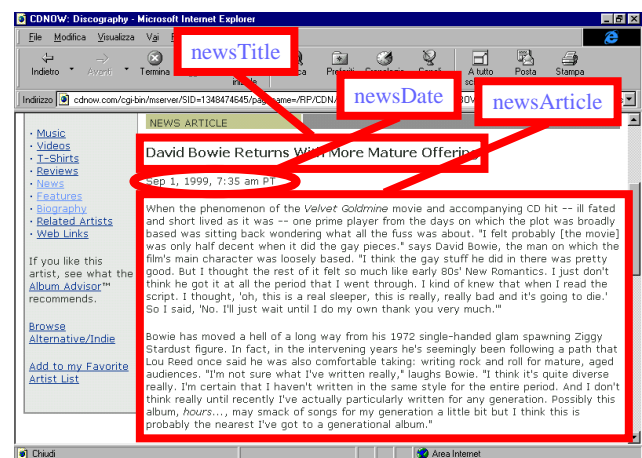 CDNOW: Discography - Microsoft Internet Explorer
File Modifica Visualizza
Indietro Avanti Termina
A tutto Posta Stampa
Indirizzo cdnow.com/cgi-bin/mserver/SID=1348474645/
newsTitle
newsDate
newsArticle
NEWS ARTICLE
David Bowie Returns With More Mature Offering
Sep 1, 1999, 7:35 am PT
· Music
· Videos
· T-Shirts
· Reviews
· News
· Features
· Biography
· Related Artists
· Web Links
If you like this
artist, see what the
Album Advisor™
recommends.
Browse
Alternative/Indie
Add to my Favorite
Artist List
When the phenomenon of the Velvet Goldmine movie and accompanying CD hit -- ill fated
and short lived as it was -- one prime player from the days on which the plot was broadly
based was sitting back wondering what all the fuss was about. "I felt probably [the movie]
was only half decent when it did the gay pieces." says David Bowie, the man on which the
film's main character was loosely based. "I think the gay stuff he did in there was pretty
good. But I thought the rest of it felt so much like early 80s' New Romantics. I just don't
think he got it at all the period that I went through. I kind of knew that when I read the
script. I thought, 'oh, this is a real sleeper, this is really, really bad and it's going to die.'
So I said, 'No. I'll just wait until I do my own thank you very much.'"
Bowie has moved a hell of a long way from his 1972 single-handed glam spawning Ziggy
Stardust figure. In fact, in the intervening years he's seemingly been following a path that
Lou Reed once said he was also comfortable taking: writing rock and roll for mature, aged
audiences. "I'm not sure what I've written really," laughs Bowie. "I think it's quite diverse
really. I'm certain that I haven't written in the same style for the entire period. And I don't
think really until recently I've actually particularly written for any generation. Possibly this
album, hours..., may smack of songs for my generation a little bit but I think this is
probably the nearest I've got to a generational album."
Chiudi
Area Internet